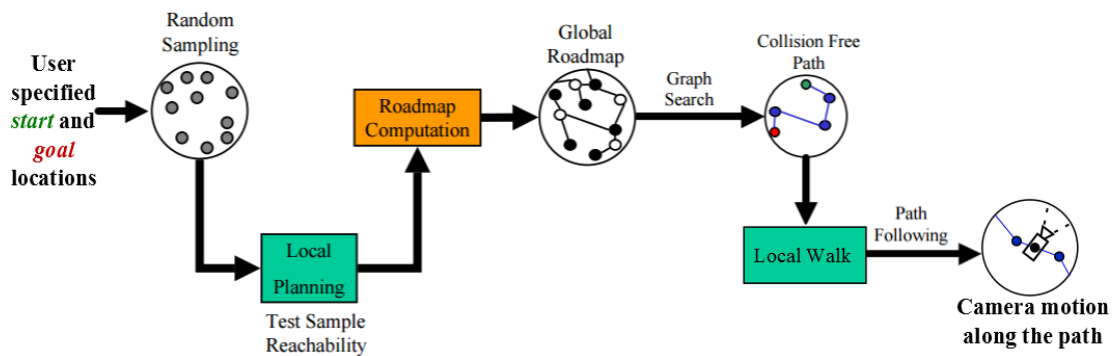 User
specified
start and
goal
locations
Random
Sampling
Local
Planning
Test Sample
Reachability
Roadmap
Computation
Global
Roadmap
Graph
Search
Collision Free
Path
Local Walk
Path
Following
Camera motion
along the path